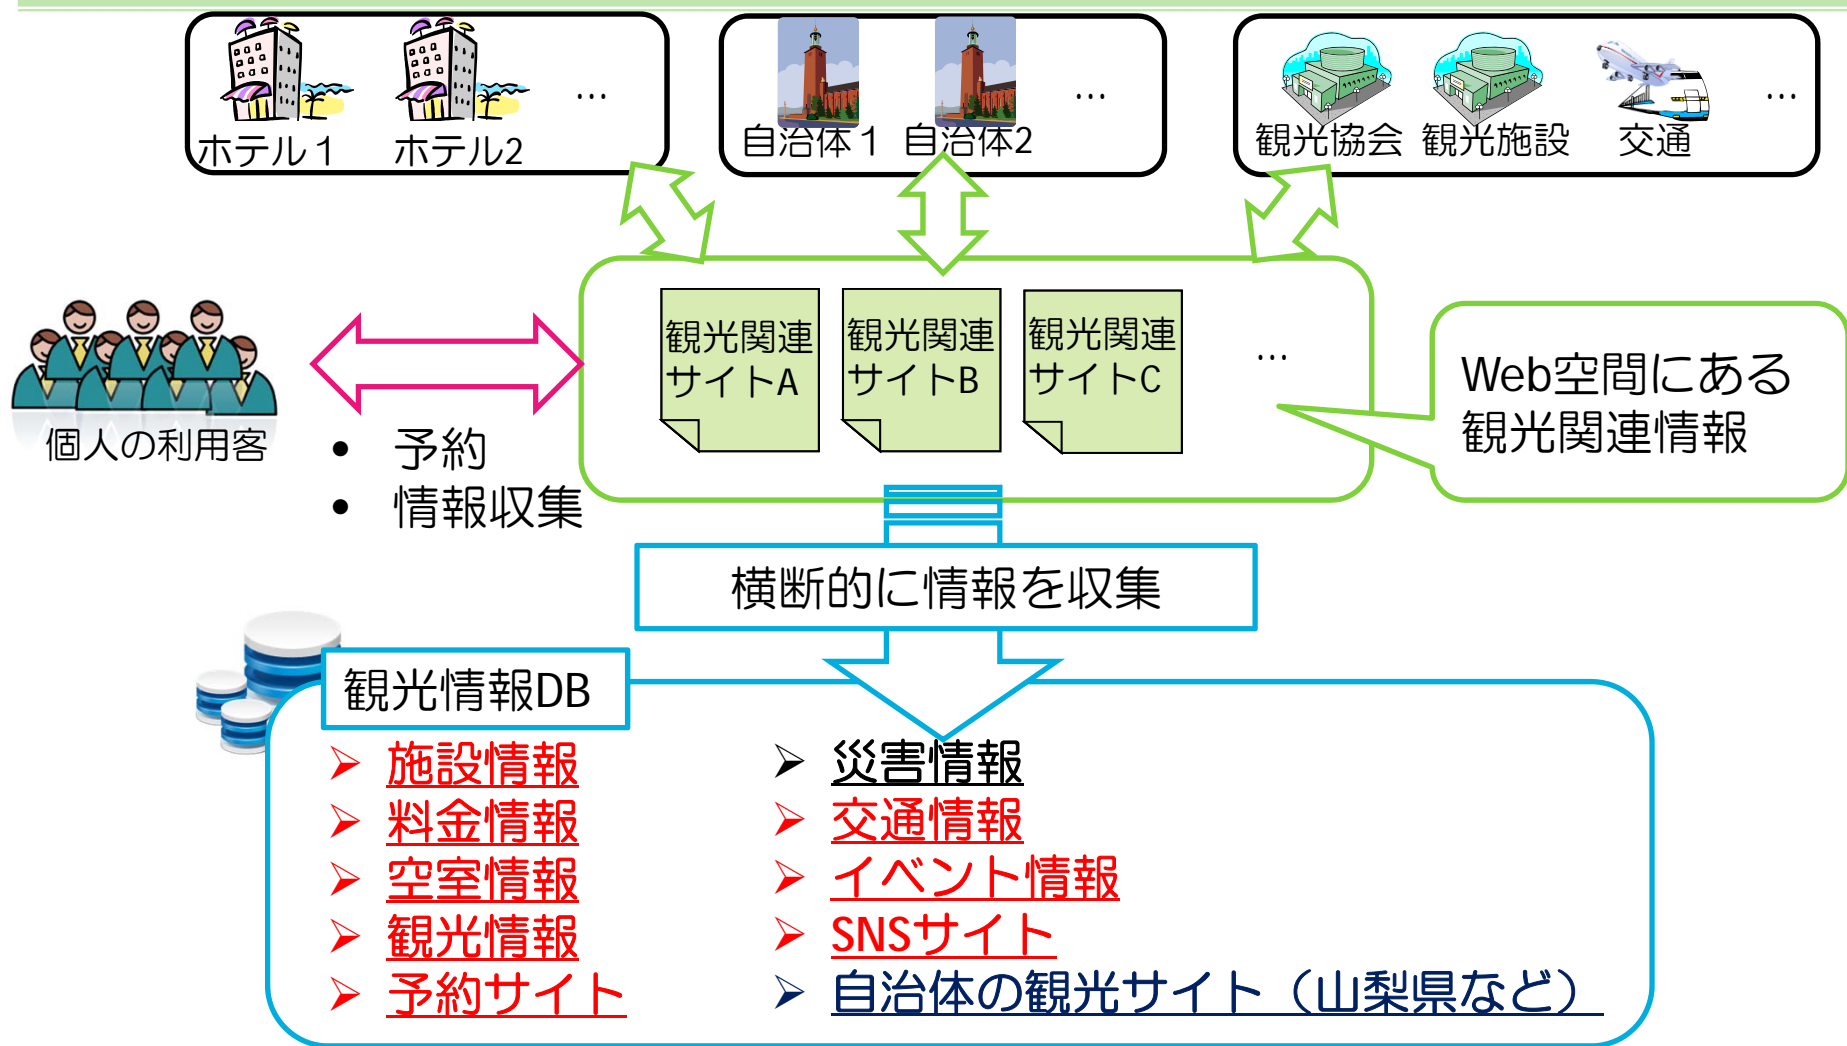 ホテル１
ホテル2
…
自治体１
自治体2
…
観光協会
観光施設
交通
…
観光関連
サイトA
観光関連
サイトB
観光関連
サイトC
…
Web空間にある
観光関連情報
個人の利用客
• 予約
• 情報収集
横断的に情報を収集
観光情報DB
➢ 施設情報
➢ 料金情報
➢ 空室情報
➢ 観光情報
➢ 予約サイト
➢ 災害情報
➢ 交通情報
➢ イベント情報
➢ SNSサイト
➢ 自治体の観光サイト（山梨県など）